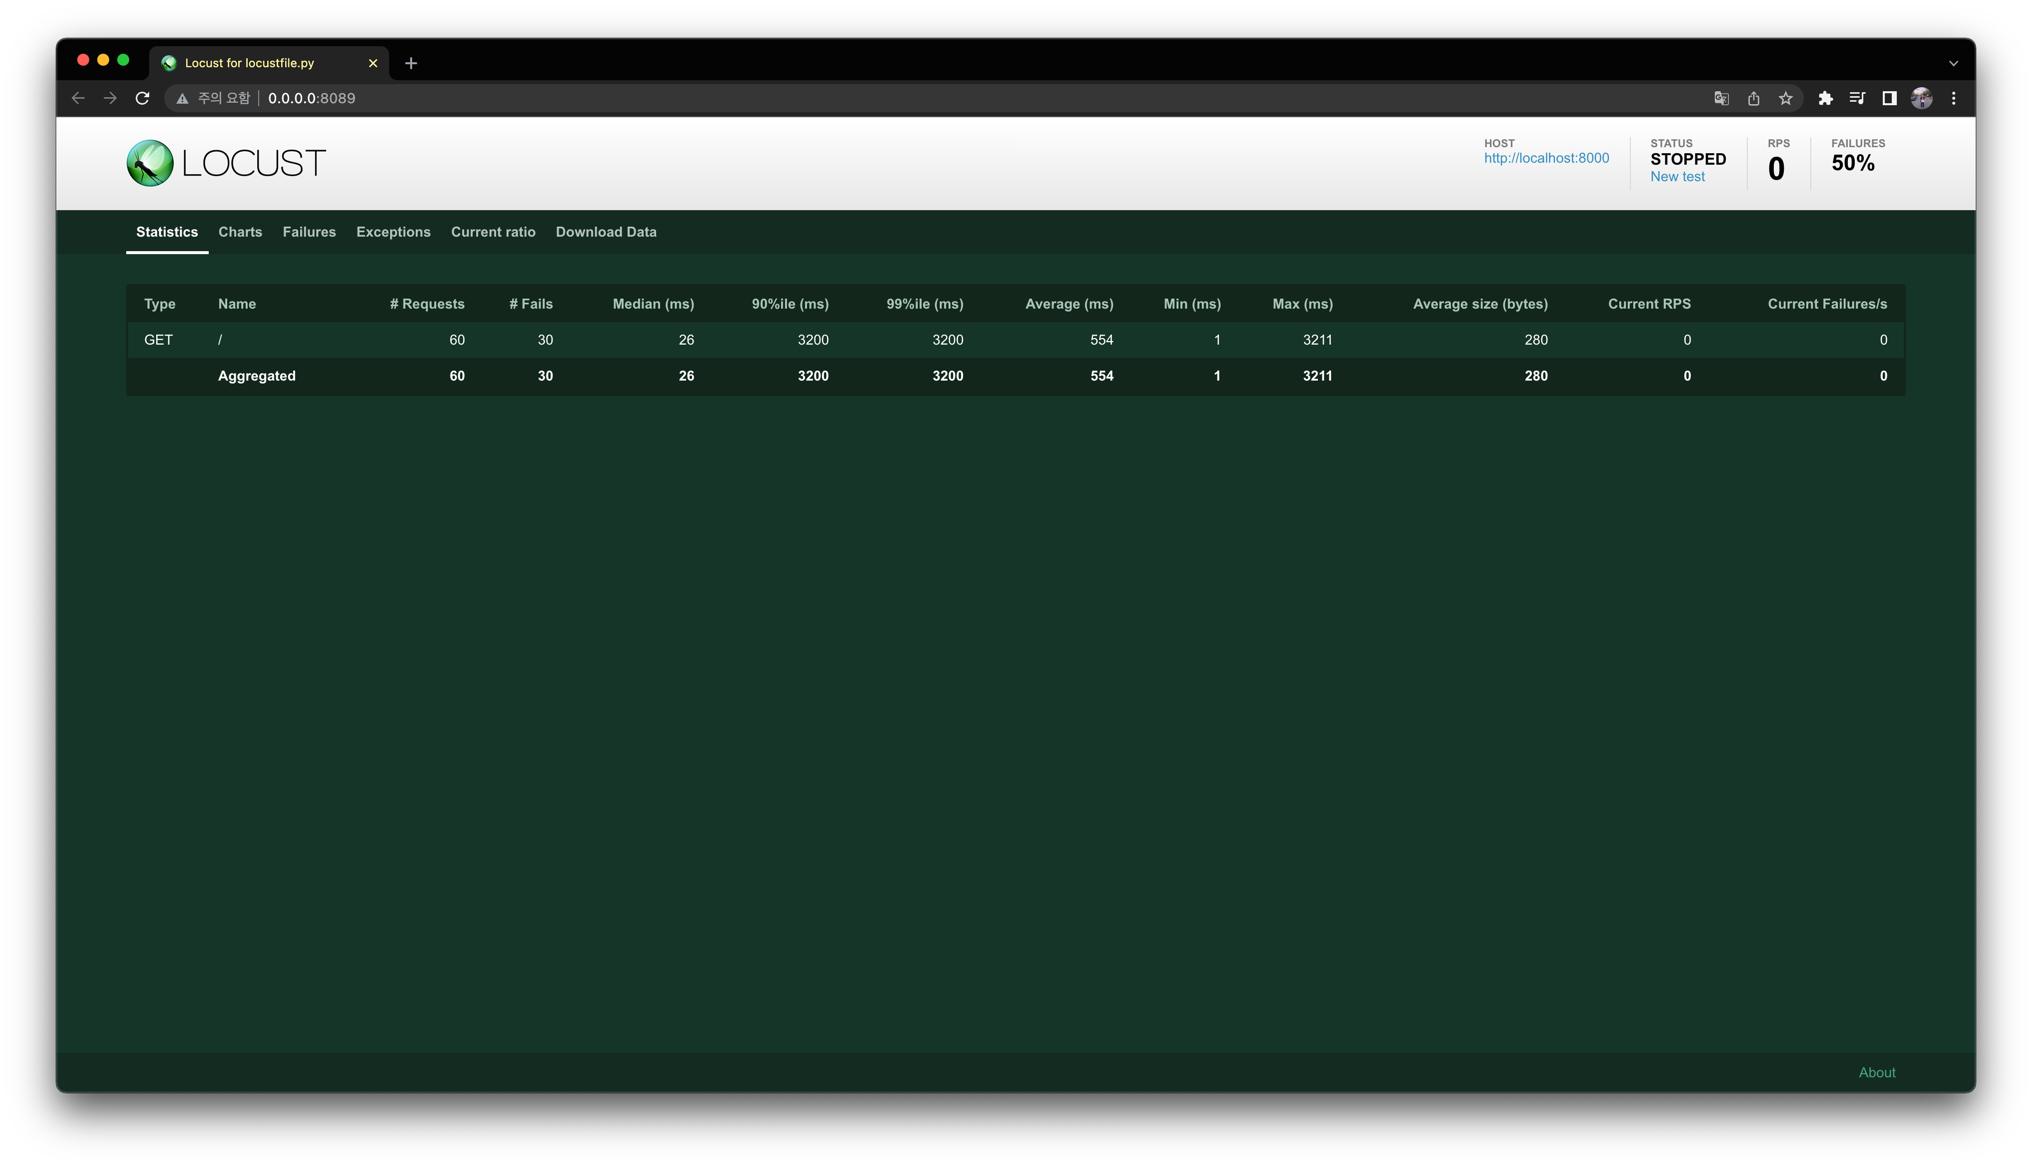 Locust for locustfile.py
주의 요함 0.0.0.0:8089
LOCUST
HOST
http://localhost:8000
STATUS
STOPPED
New test
RPS
0
FAILURES
50%
Statistics Charts Failures Exceptions Current ratio Download Data
Type Name # Requests # Fails Median (ms) 90%ile (ms) 99%ile (ms) Average (ms) Min (ms) Max (ms) Average size (bytes) Current RPS Current Failures/s
GET / 60 30 26 3200 3200 554 1 3211 280 0 0
Aggregated 60 30 26 3200 3200 554 1 3211 280 0 0
About